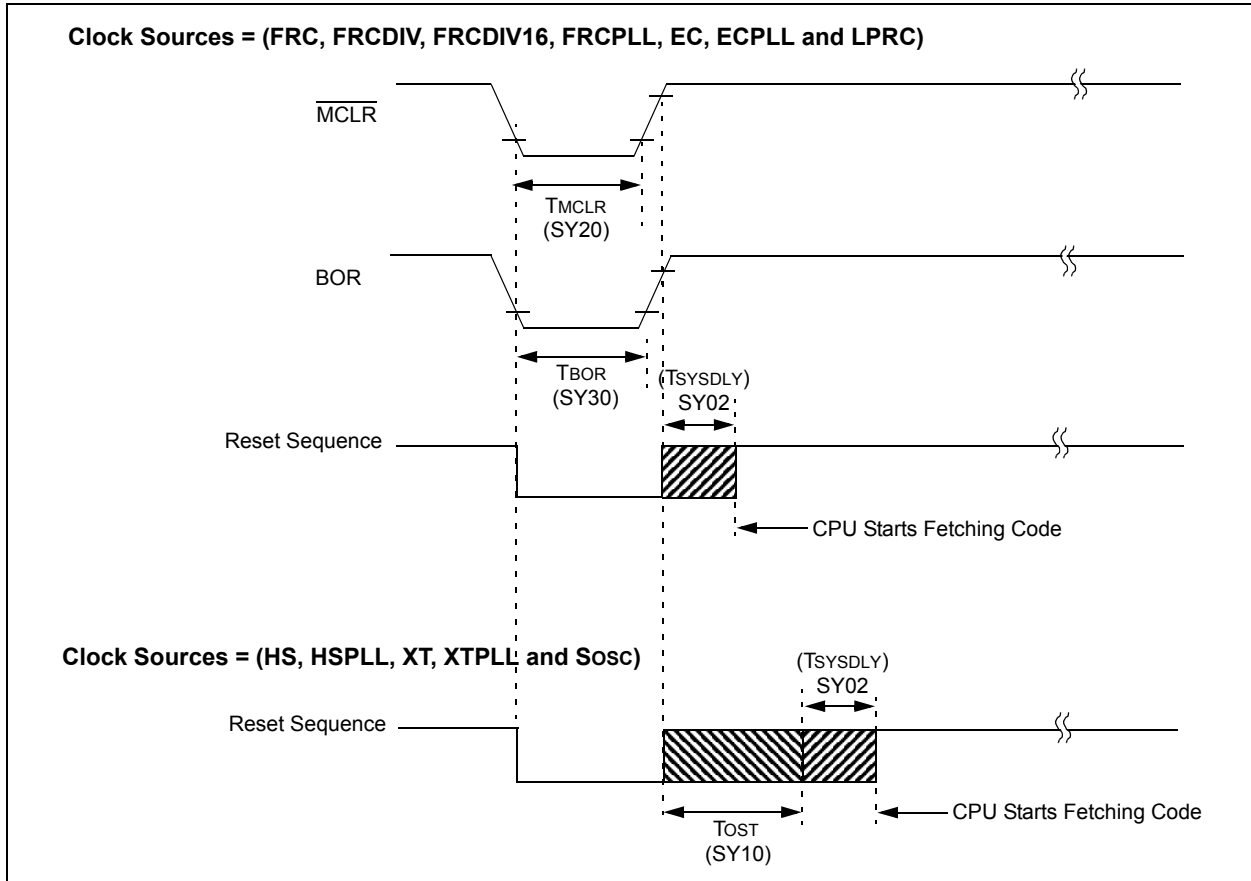 Clock Sources = (FRC, FRCDIV, FRCDIV16, FRCPLL, EC, ECPLL and LPRC)
MCLR
TMCLR
(SY20)
BOR
TBOR
(SY30)
(TSYSDLY)
SY02
Reset Sequence
CPU Starts Fetching Code
Clock Sources = (HS, HSPLL, XT, XTPLL and SOSC)
(TSYSDLY)
SY02
Reset Sequence
CPU Starts Fetching Code
TOST
(SY10)